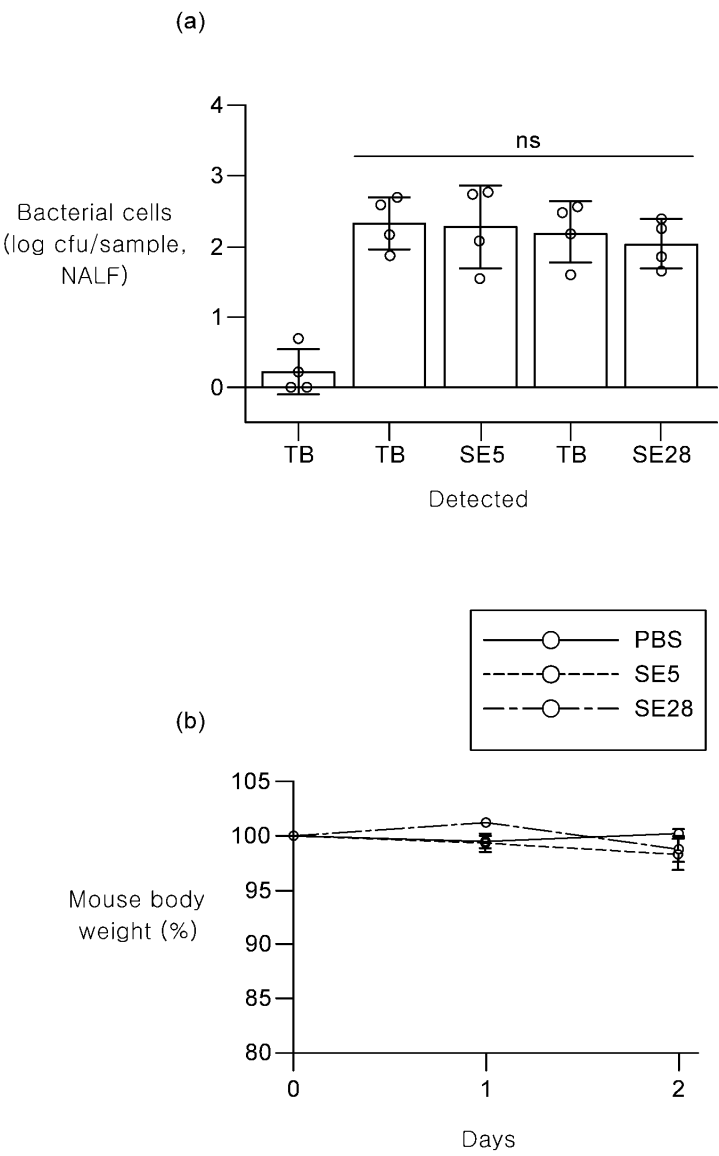 (a)
4
3
2
1
0
Bacterial cells
(log cfu/sample,
NALF)
ns
TB TB SE5 TB SE28
Detected
PBS
SE5
SE28
(b)
105
100
95
90
85
80
Mouse body
weight (%)
0 1 2
Days